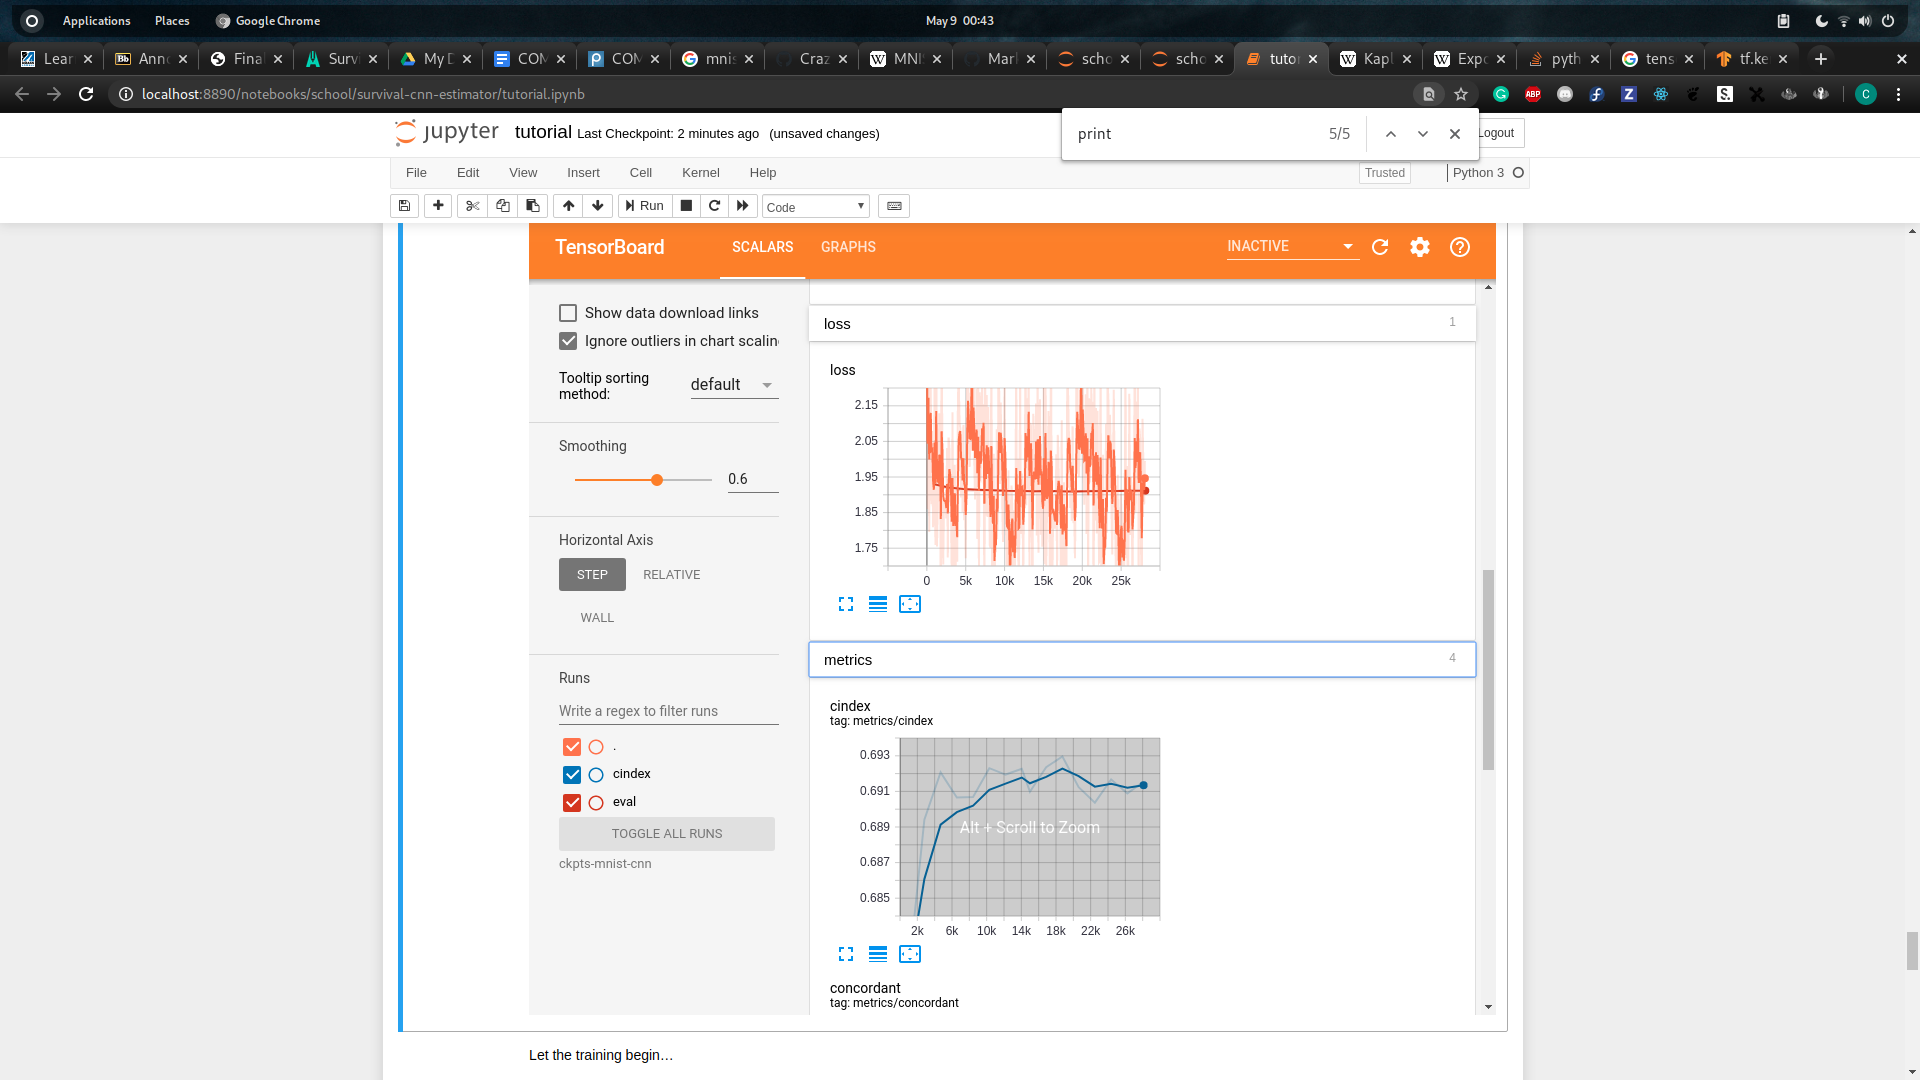 Applications Places Google Chrome May 9 00:43
Lear Bb Anno Final Survi My D COM COM mnis Craz MNI Mark scho scho tutor Kapl Expo pyth tens tf.ke
localhost:8890/notebooks/school/survival-cnn-estimator/tutorial.ipynb ABP C
print 5/5
jupyter tutorial Last Checkpoint: 2 minutes ago (unsaved changes) Logout
File Edit View Insert Cell Kernel Help Trusted Python 3
Run Code
TensorBoard SCALARS GRAPHS INACTIVE
Show data download links
Ignore outliers in chart scalin
Tooltip sorting
method:
default
Smoothing
0.6
Horizontal Axis
STEP RELATIVE
WALL
Runs
Write a regex to filter runs
.
cindex
eval
TOGGLE ALL RUNS
ckpts-mnist-cnn
loss 1
loss
2.15
2.05
1.95
1.85
1.75
0 5k 10k 15k 20k 25k
metrics 4
cindex
tag: metrics/cindex
0.693
0.691
0.689
0.687
0.685
Alt + Scroll to Zoom
2k 6k 10k 14k 18k 22k 26k
concordant
tag: metrics/concordant
Let the training begin…